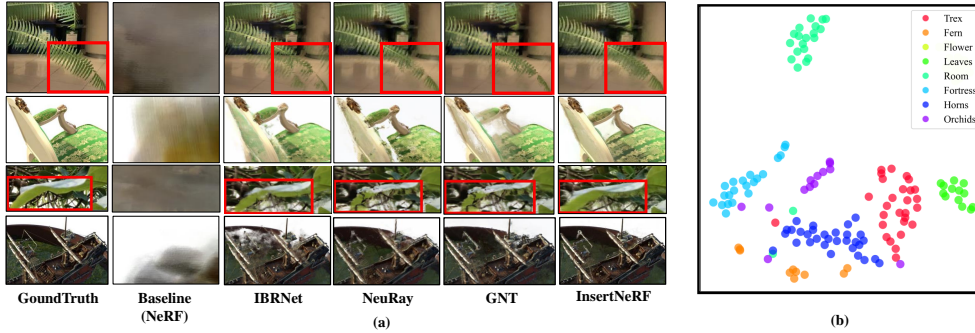 Trex
Fern
Flower
Leaves
Room
Fortress
Horns
Orchids
GoundTruth
Baseline
(NeRF)
IBRNet
NeuRay
GNT
InsertNeRF
(a)
(b)